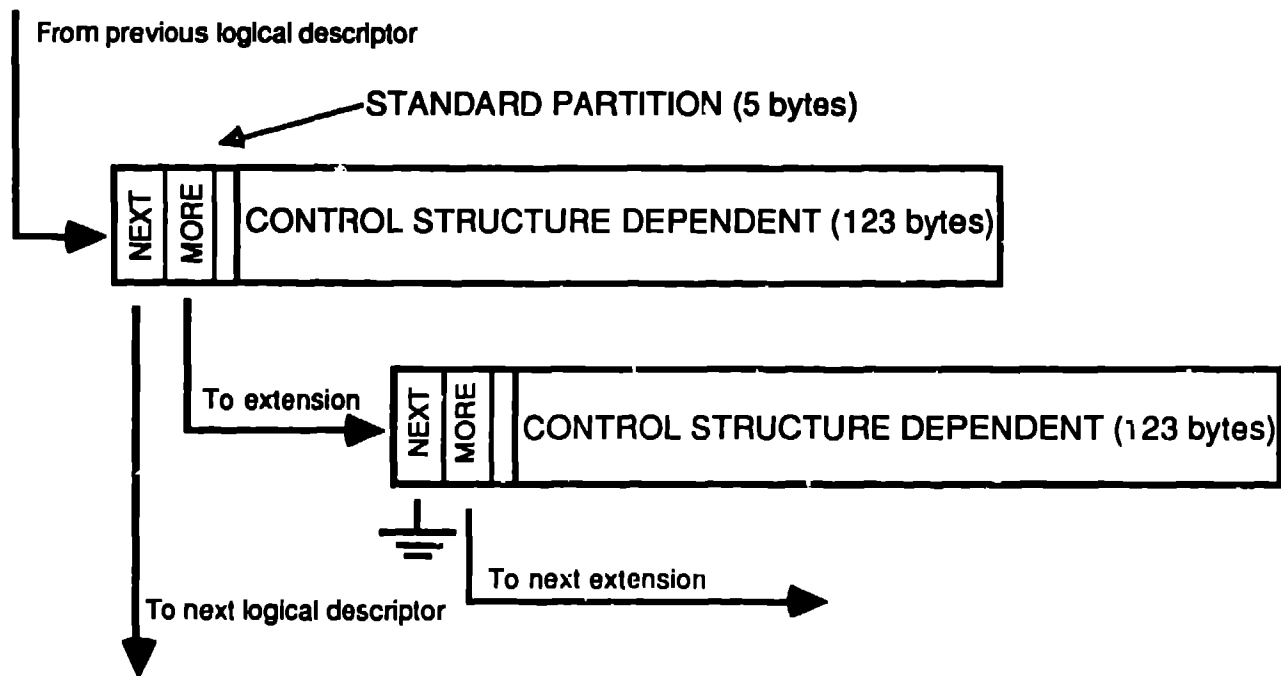 From previous logical descriptor
STANDARD PARTITION (5 bytes)
NEXT
MORE
CONTROL STRUCTURE DEPENDENT (123 bytes)
To extension
NEXT
MORE
CONTROL STRUCTURE DEPENDENT (123 bytes)
To next extension
To next logical descriptor